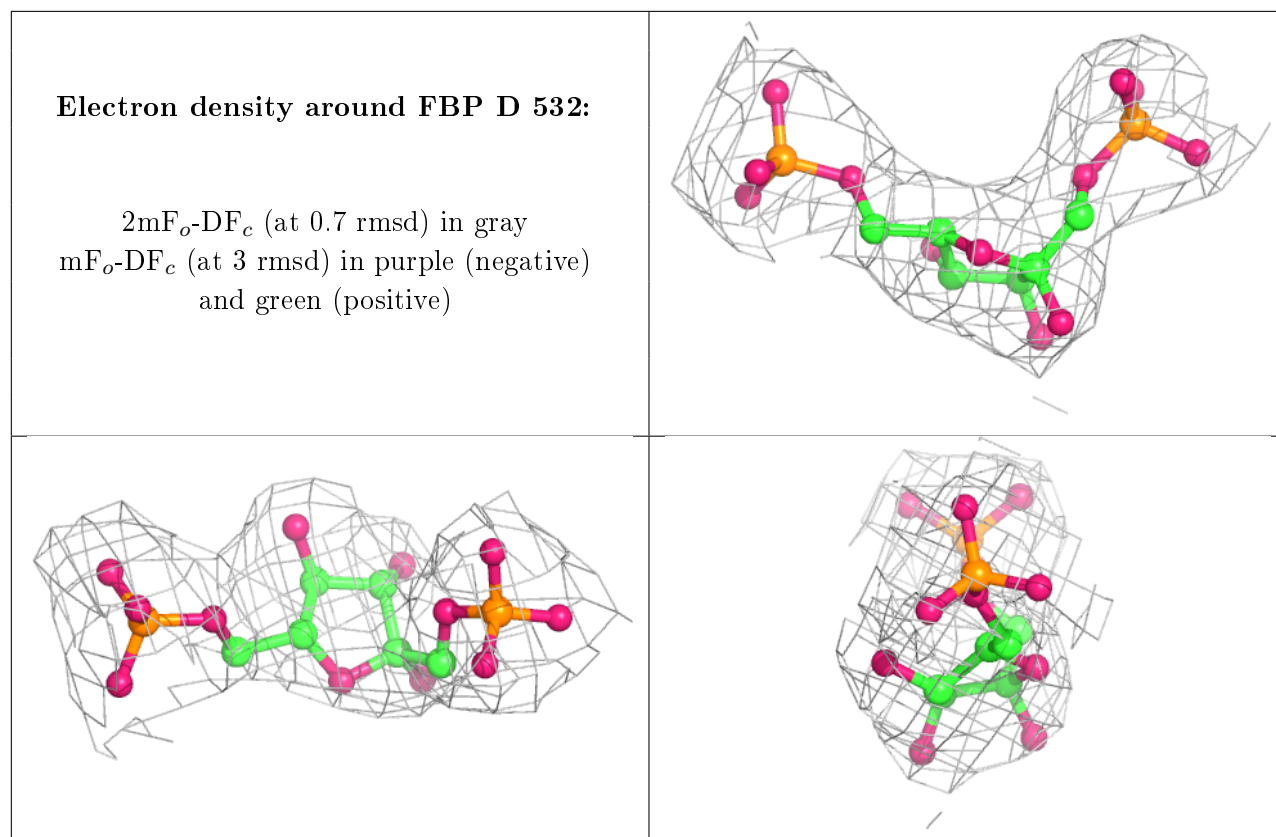 Electron density around FBP D 532:
2mFo-DFc (at 0.7 rmsd) in gray
mFo-DFc (at 3 rmsd) in purple (negative)
and green (positive)